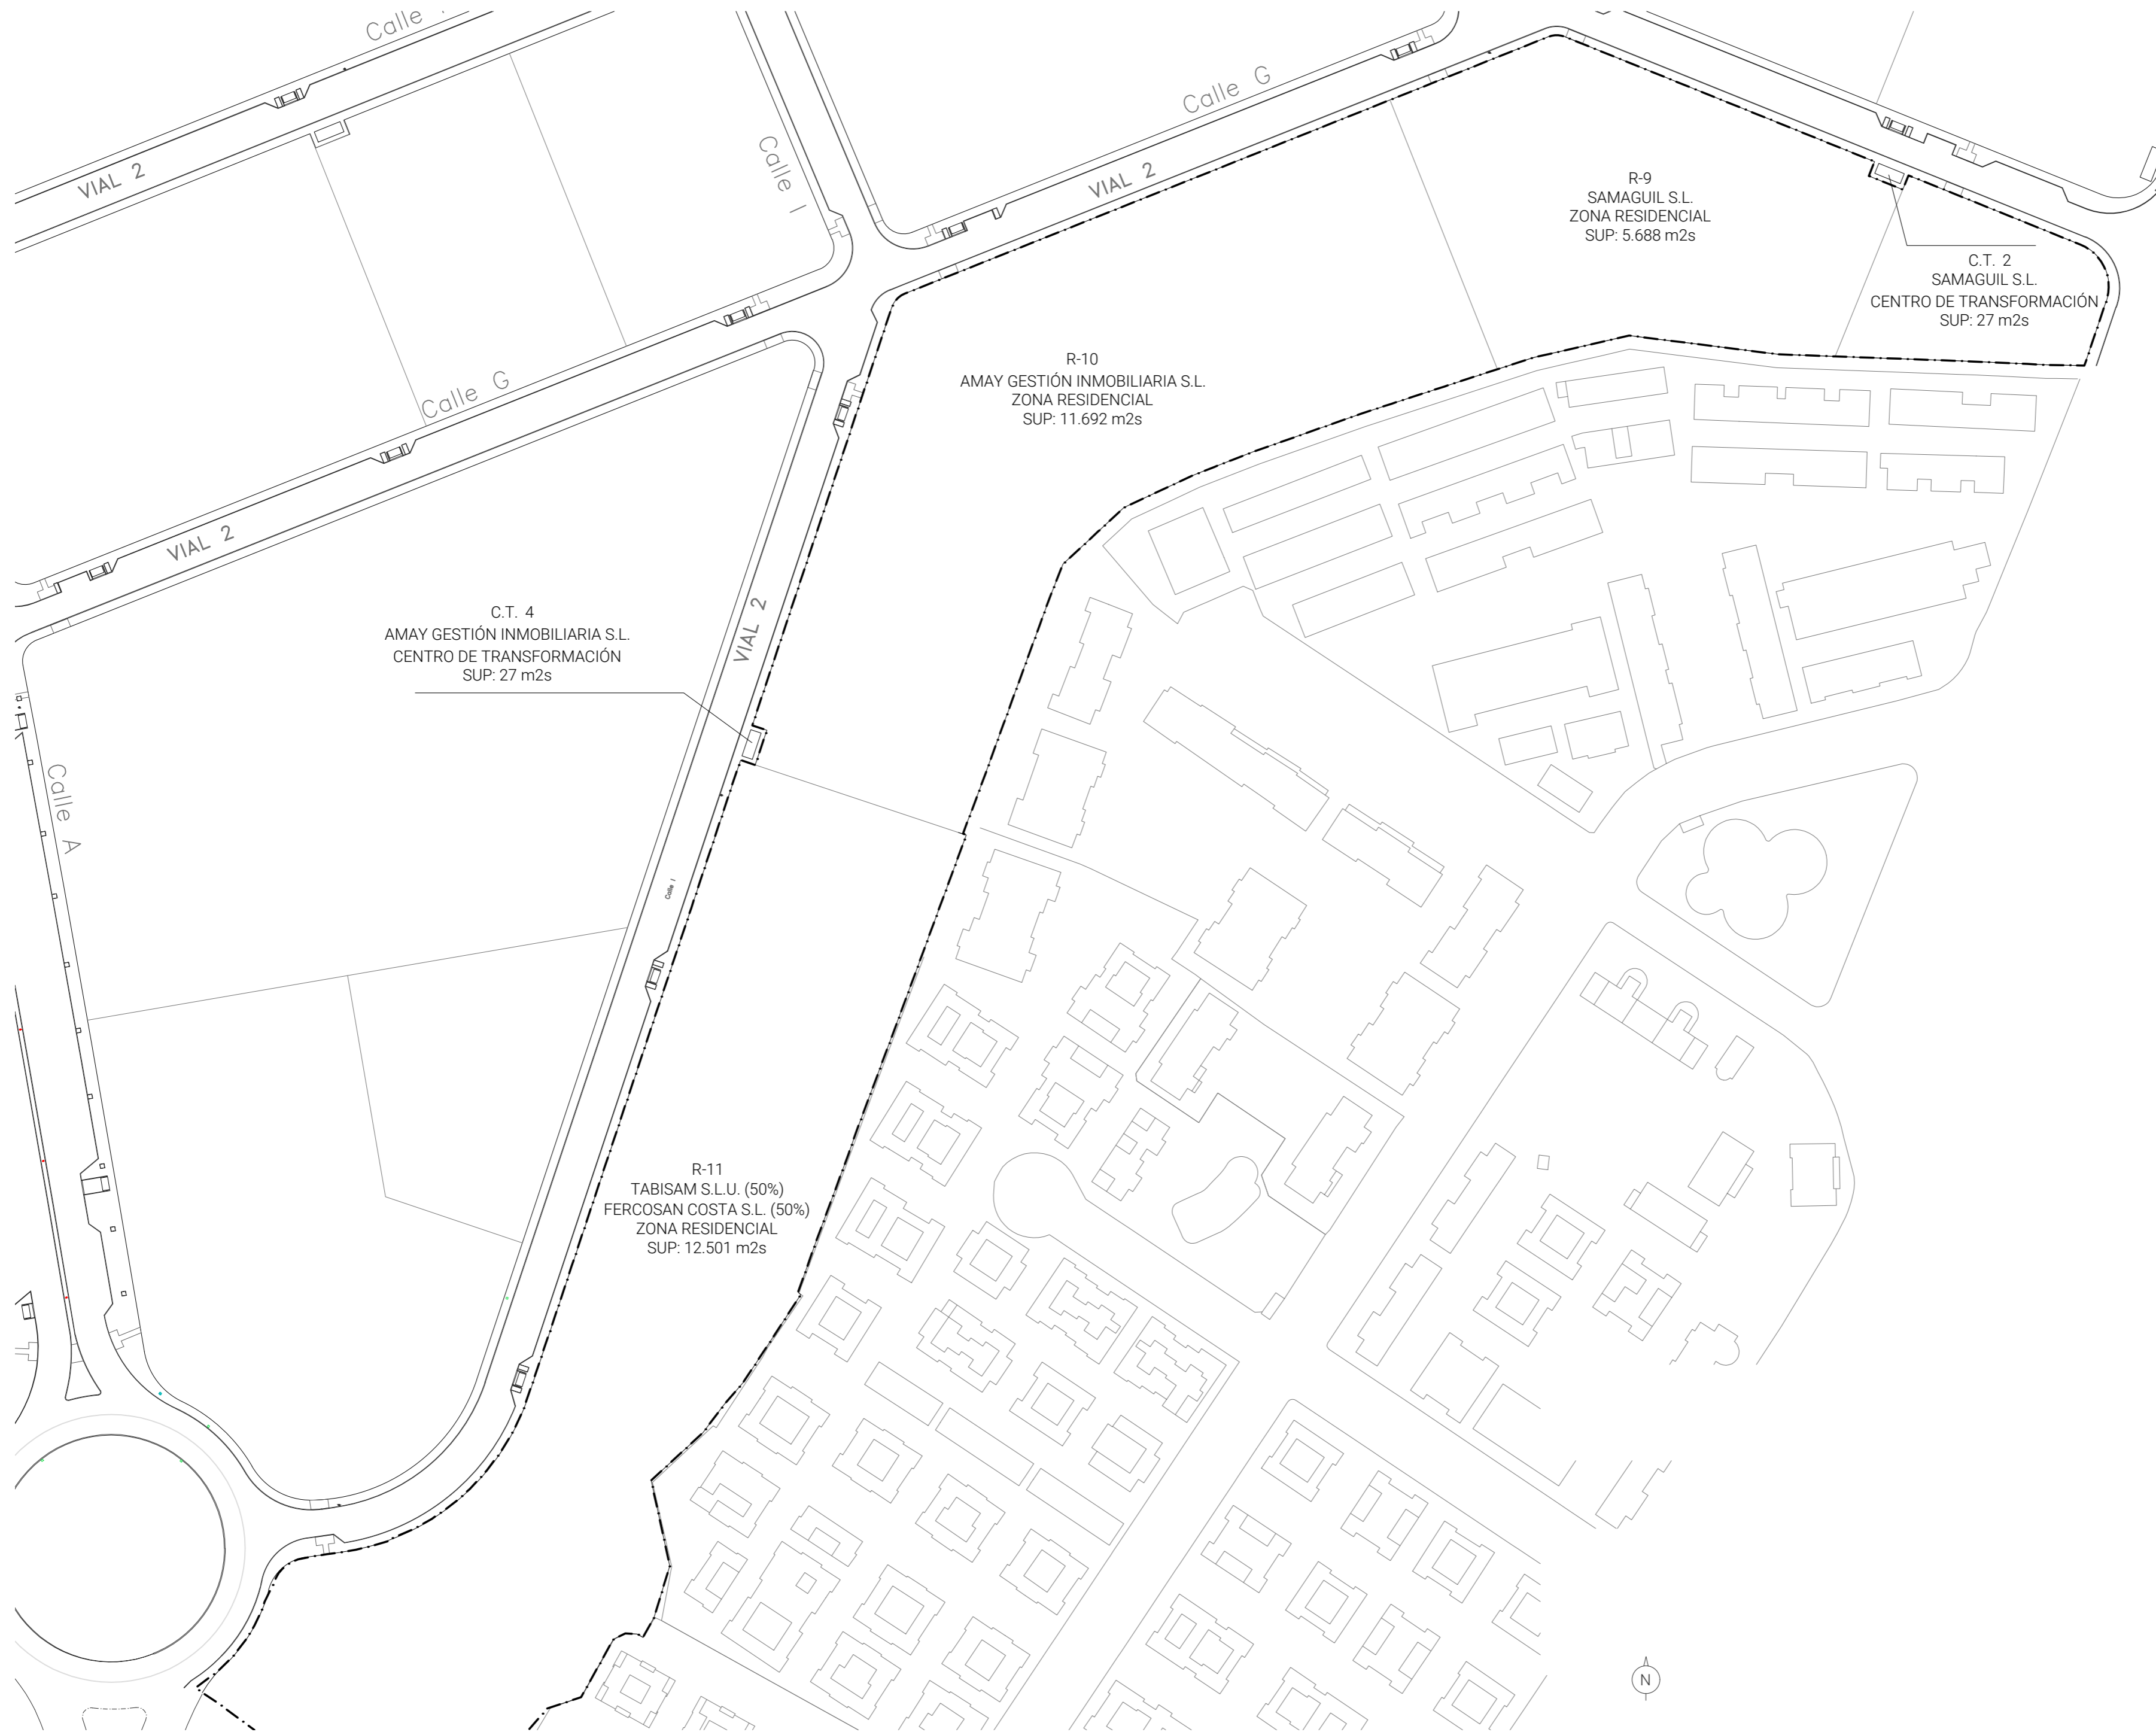 Calle
VIAL 2
Calle I
Calle G
VIAL 2
R-9
SAMAGUIL S.L.
ZONA RESIDENCIAL
SUP: 5.688 m2s
C.T. 2
SAMAGUIL S.L.
CENTRO DE TRANSFORMACIÓN
SUP: 27 m2s
R-10
AMAY GESTIÓN INMOBILIARIA S.L.
ZONA RESIDENCIAL
SUP: 11.692 m2s
Calle G
VIAL 2
C.T. 4
AMAY GESTIÓN INMOBILIARIA S.L.
CENTRO DE TRANSFORMACIÓN
SUP: 27 m2s
VIAL 2
Calle A
Calle I
R-11
TABISAM S.L.U. (50%)
FERCOSAN COSTA S.L. (50%)
ZONA RESIDENCIAL
SUP: 12.501 m2s
N